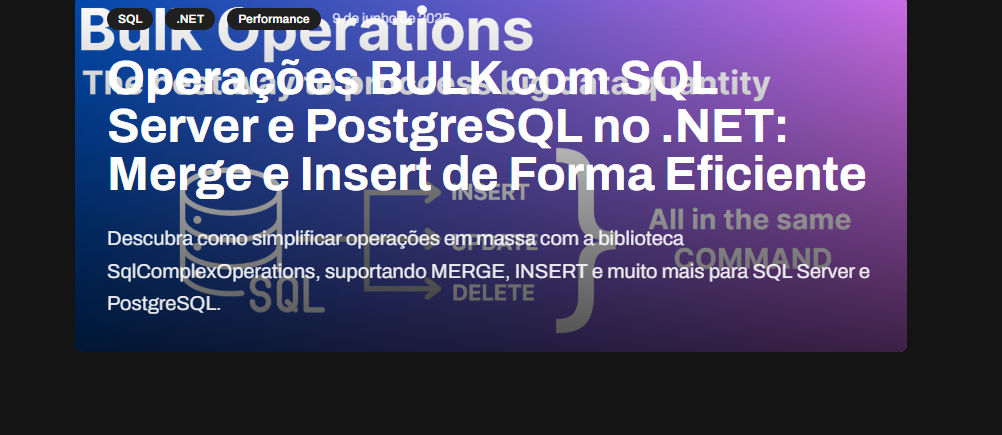 SQL .NET Performance 9 de junho de 2025
Bulk Operations
The best way to process big data quantity
Operações BULK com SQL
Server e PostgreSQL no .NET:
Merge e Insert de Forma Eficiente
INSERT
UPDATE
DELETE
SQL
All in the same
COMMAND
Descubra como simplificar operações em massa com a biblioteca
SqlComplexOperations, suportando MERGE, INSERT e muito mais para SQL Server e
PostgreSQL.